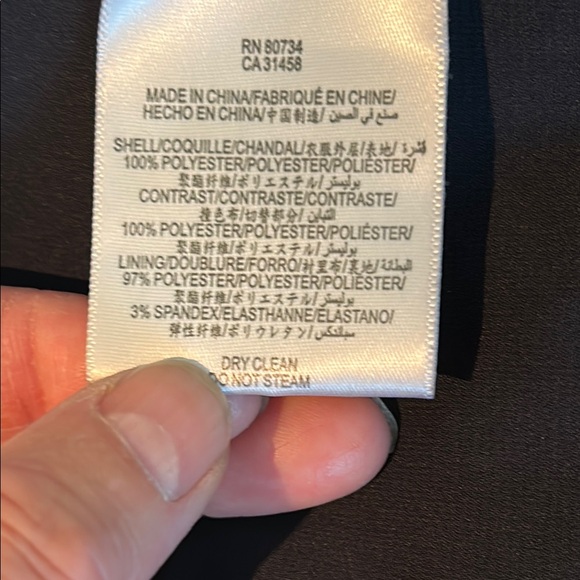 RN 80734
CA 31458
MADE IN CHINA/FABRIQUÉ EN CHINE/
HECHO EN CHINA/中国制造/ صنع في الصين
SHELL/COQUILLE/CHANDAL/衣服外层/表地/ قشرة
100% POLYESTER/POLYESTER/POLIÉSTER/
聚酯纤维/ポリエステル/ بوليستر
CONTRAST/CONTRASTE/CONTRASTE/
撞色布/切替部分/ التباين
100% POLYESTER/POLYESTER/POLIÉSTER/
聚酯纤维/ポリエステル/ بوليستر
LINING/DOUBLURE/FORRO/衬里布/裏地/ البطانة
97% POLYESTER/POLYESTER/POLIÉSTER/
聚酯纤维/ポリエステル/ بوليستر
3% SPANDEX/ELASTHANNE/ELASTANO/
弹性纤维/ポリウレタン/ سباندكس
DRY CLEAN
DO NOT STEAM